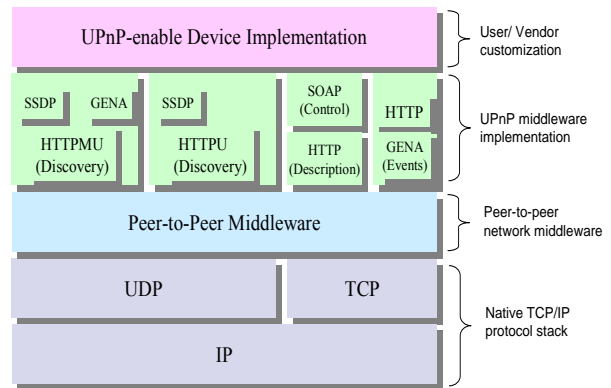 UPnP-enable Device Implementation
User/ Vendor
customization
SSDP
GENA
HTTPMU
(Discovery)
SSDP
HTTPU
(Discovery)
SOAP
(Control)
HTTP
(Description)
HTTP
GENA
(Events)
UPnP middleware
implementation
Peer-to-Peer Middleware
Peer-to-peer
network middleware
UDP
TCP
IP
Native TCP/IP
protocol stack